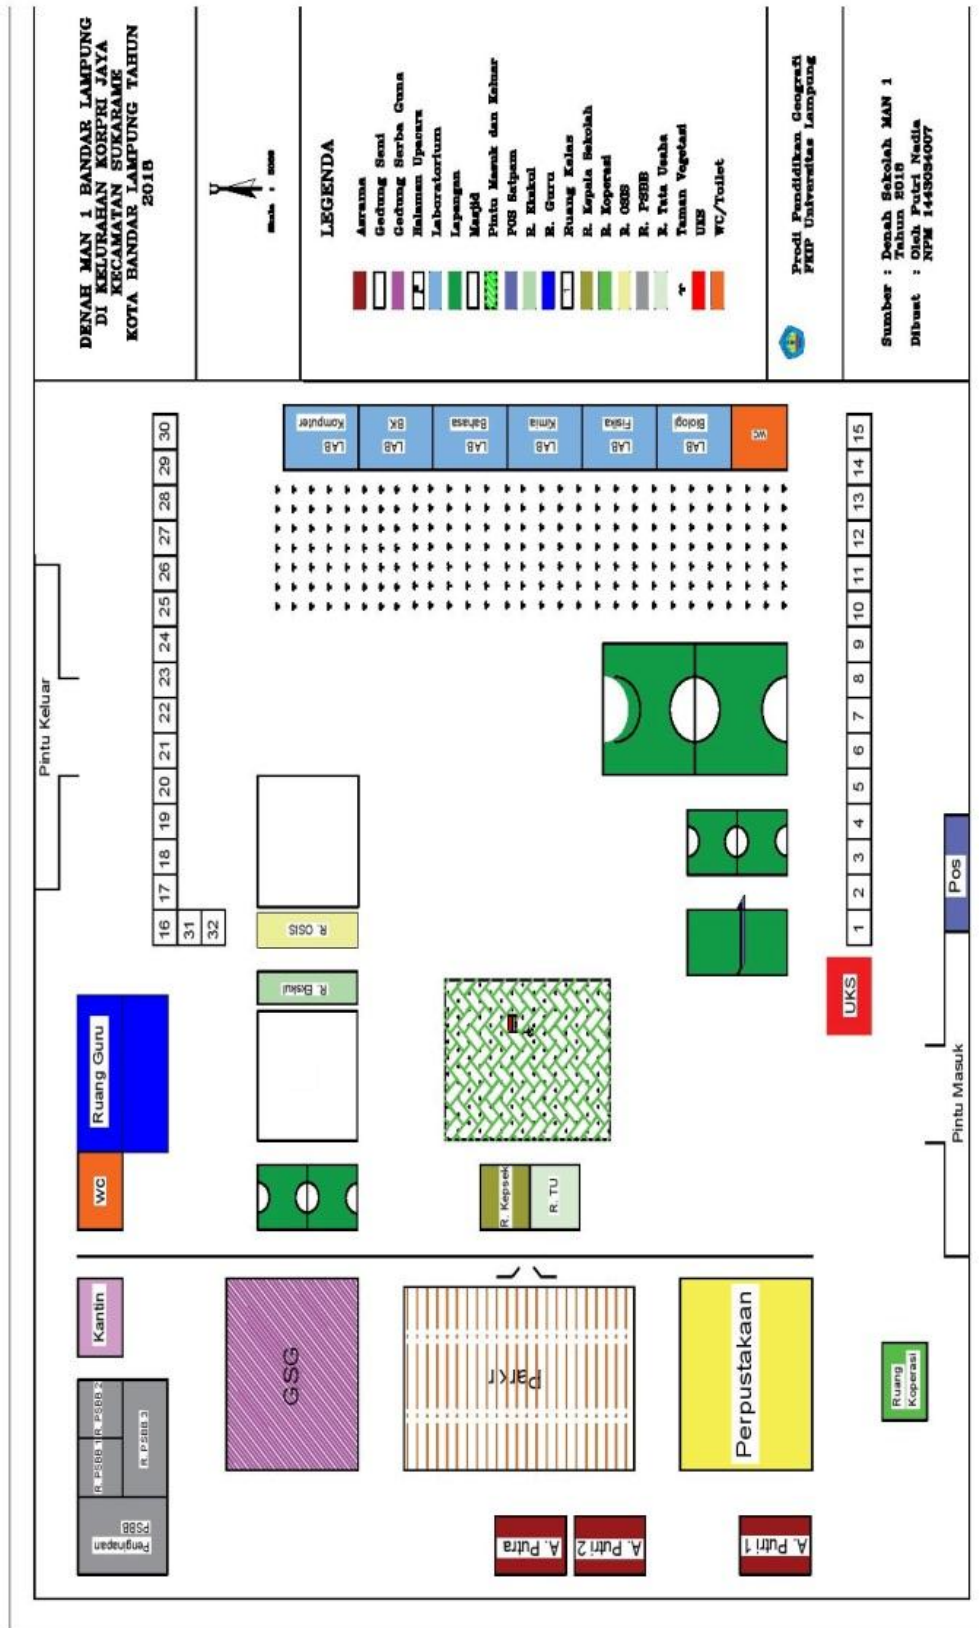 DENAH MAN 1 BANDAR LAMPUNG
DI KELURAHAN KORPRI JAYA
KECAMATAN SUKARAME
KOTA BANDAR LAMPUNG TAHUN
2018
U
LEGENDA
Asrama
Gedung Seni
Gedung Serba Guna
Halaman Upacara
Laboratorium
Lapangan
Masjid
Pintu Masuk dan Keluar
POS Satpam
R. Ekskul
R. Guru
Ruang Kelas
R. Kepala Sekolah
R. Koperasi
R. OSIS
R. PSBB
R. Tata Usaha
Taman Vegetasi
UKS
WC/Toilet
Prodi Pendidikan Geografi
FKIP Universitas Lampung
Sumber : Denah Sekolah MAN 1
Tahun 2018
Dibuat : Oleh Putri Nadia
NPM 1443034007
Penginapan
PSBB
R. PSBB 1
R. PSBB 2
R. PSBB 3
Kantin
WC
Ruang Guru
Pintu Keluar
16
17
18
19
20
21
22
23
24
25
26
27
28
29
30
31
32
GSG
R. Ekskul
R. OSIS
LAB
Komputer
LAB
BK
LAB
Bahasa
LAB
Kimia
LAB
Fisika
LAB
Biologi
WC
Parkir
R. Kepsek
R. TU
A. Putra
A. Putri 2
A. Putri 1
Perpustakaan
UKS
1
2
3
4
5
6
7
8
9
10
11
12
13
14
15
Ruang
Koperasi
Pintu Masuk
Pos